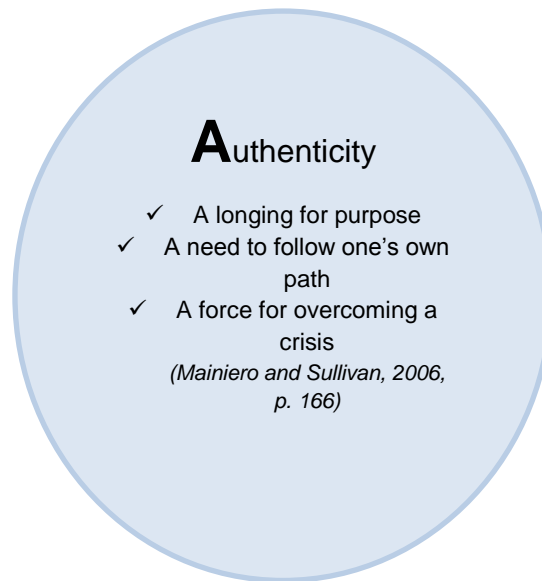 Authenticity
✓ A longing for purpose
✓ A need to follow one's own
path
✓ A force for overcoming a
crisis
(Mainiero and Sullivan, 2006,
p. 166)